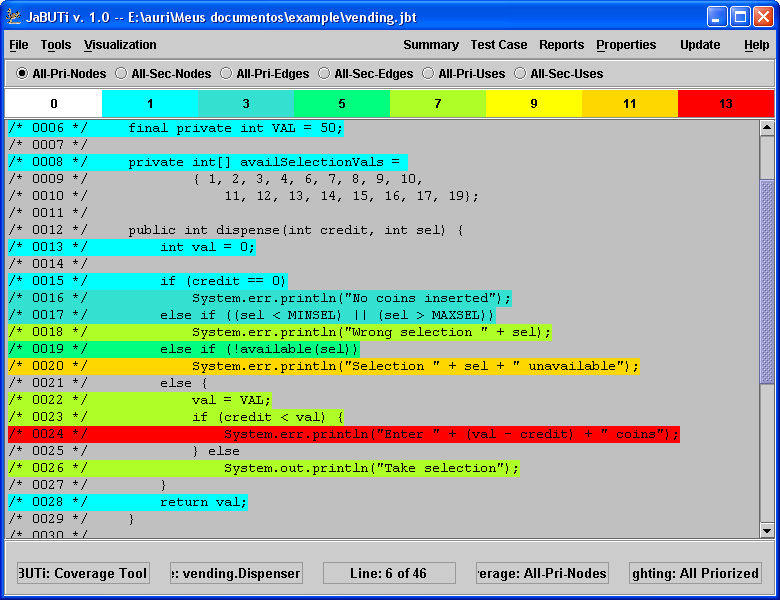 JaBUTi v. 1.0 -- E:\auri\Meus documentos\example\vending.jbt
File Tools Visualization Summary Test Case Reports Properties Update Help
All-Pri-Nodes All-Sec-Nodes All-Pri-Edges All-Sec-Edges All-Pri-Uses All-Sec-Uses
0 1 3 5 7 9 11 13
/* 0006 */     final private int VAL = 50;
/* 0007 */
/* 0008 */     private int[] availSelectionVals =
/* 0009 */             { 1, 2, 3, 4, 6, 7, 8, 9, 10,
/* 0010 */                 11, 12, 13, 14, 15, 16, 17, 19};
/* 0011 */
/* 0012 */     public int dispense(int credit, int sel) {
/* 0013 */         int val = 0;
/* 0014 */
/* 0015 */         if (credit == 0)
/* 0016 */             System.err.println("No coins inserted");
/* 0017 */         else if ((sel < MINSEL) || (sel > MAXSEL))
/* 0018 */             System.err.println("Wrong selection " + sel);
/* 0019 */         else if (!available(sel))
/* 0020 */             System.err.println("Selection " + sel + " unavailable");
/* 0021 */         else {
/* 0022 */             val = VAL;
/* 0023 */             if (credit < val) {
/* 0024 */                 System.err.println("Enter " + (val - credit) + " coins");
/* 0025 */             } else
/* 0026 */                 System.out.println("Take selection");
/* 0027 */         }
/* 0028 */         return val;
/* 0029 */     }
/* 0030 */
BUTi: Coverage Tool e: vending.Dispenser Line: 6 of 46 verage: All-Pri-Nodes ghting: All Priorized